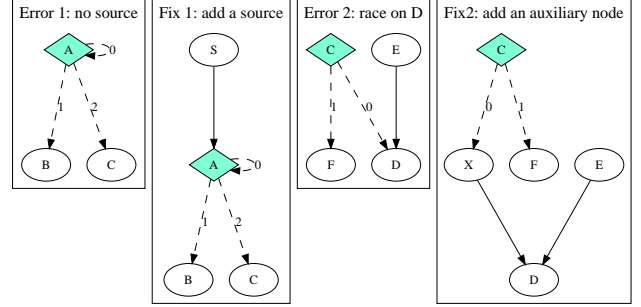 Error 1: no source
A
0
1
2
B
C
Fix 1: add a source
S
A
0
1
2
B
C
Error 2: race on D
C
E
1
0
F
D
Fix2: add an auxiliary node
C
0
1
X
F
E
D